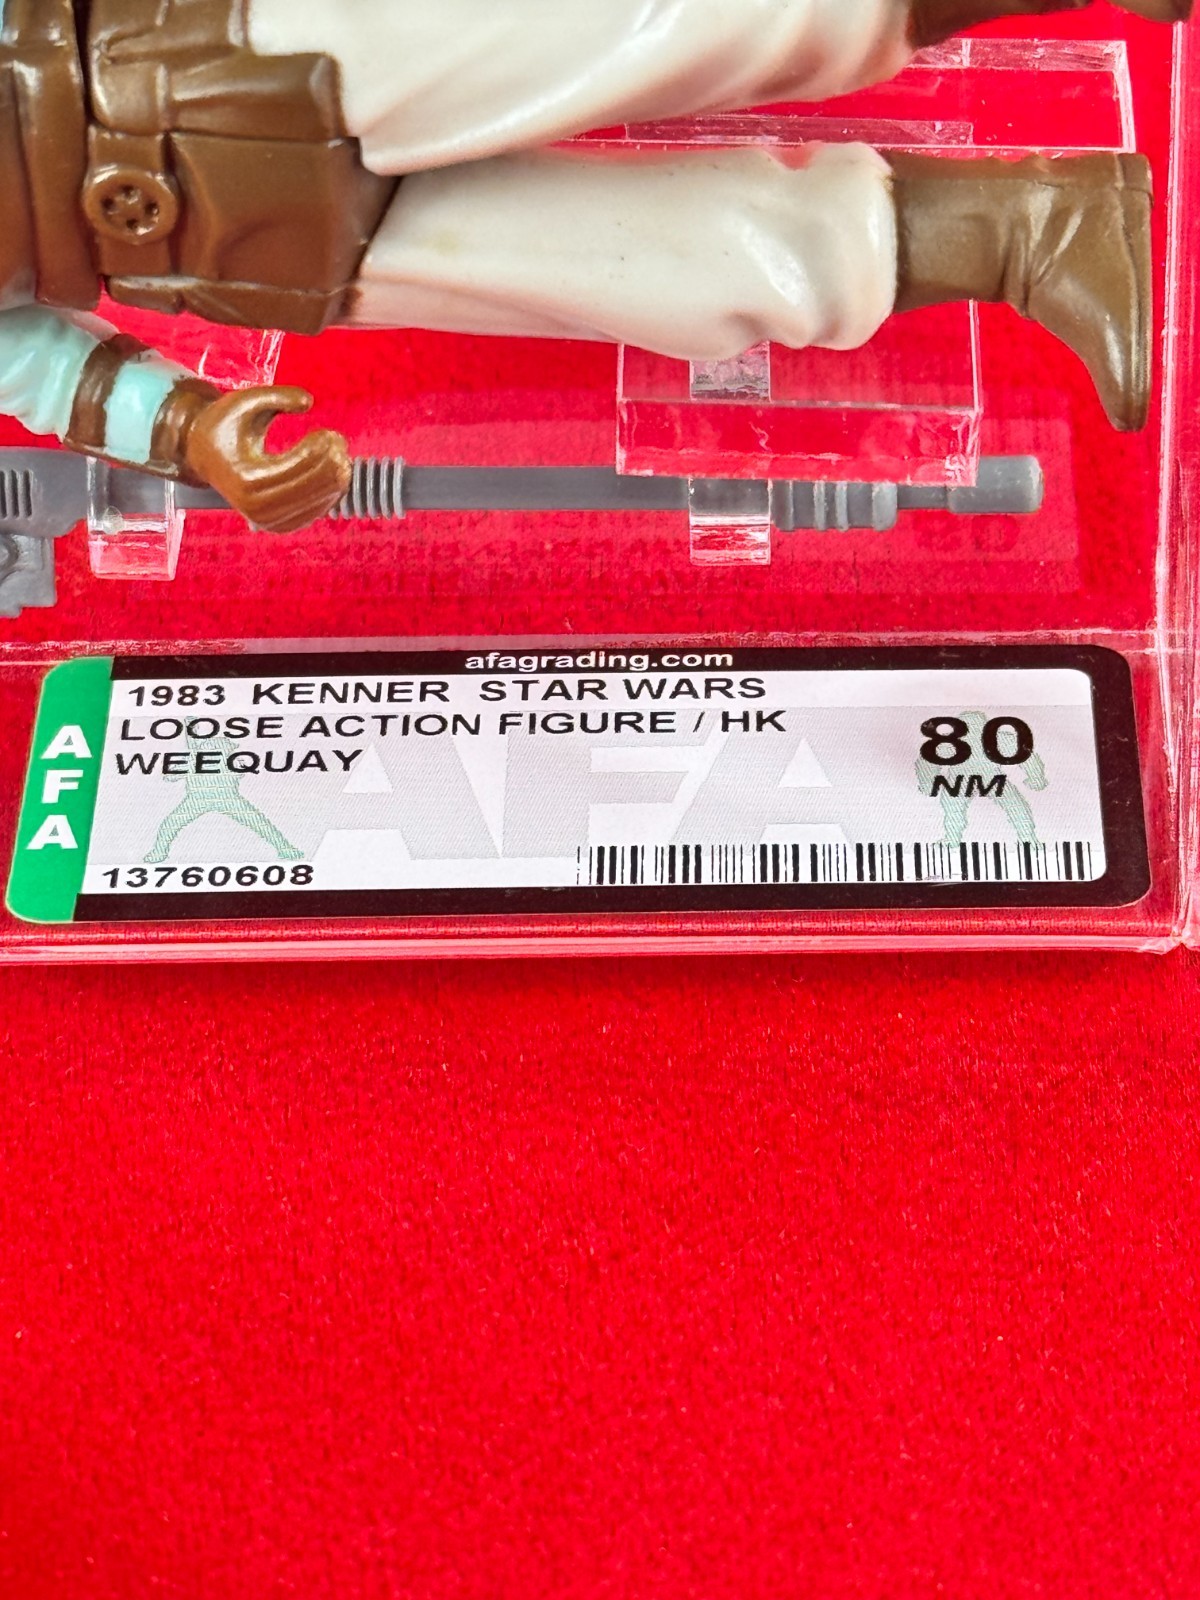 afagrading.com
AFA
1983 KENNER STAR WARS
LOOSE ACTION FIGURE / HK
WEEQUAY
80
NM
AFA
13760608